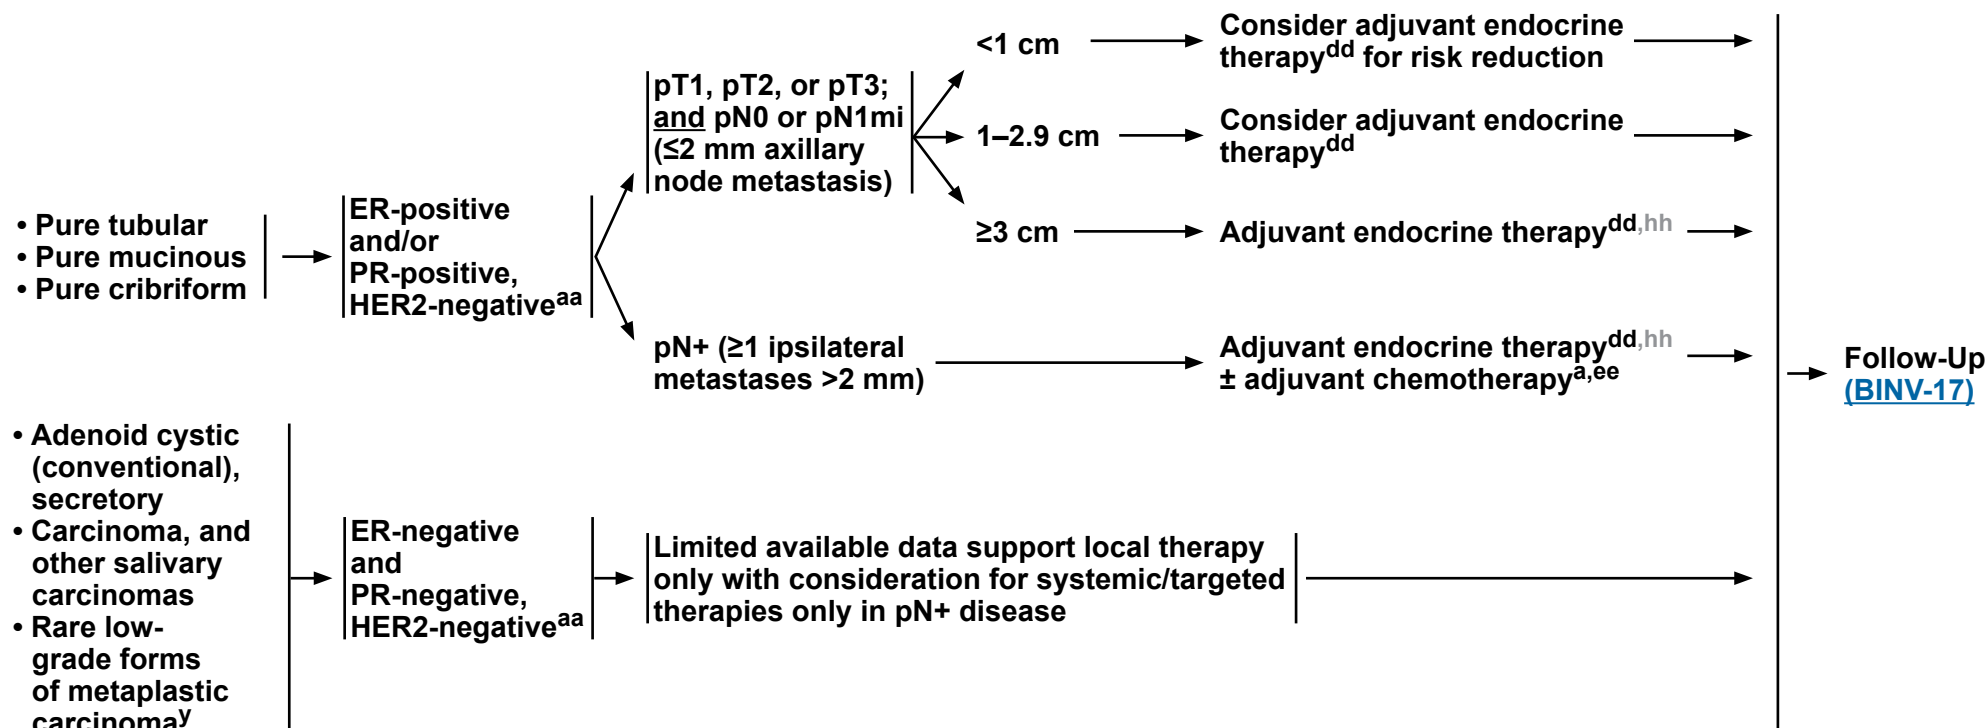 • Pure tubular
• Pure mucinous
• Pure cribriform
ER-positive
and/or
PR-positive,
HER2-negativeaa
pT1, pT2, or pT3;
and pN0 or pN1mi
(≤2 mm axillary
node metastasis)
<1 cm
Consider adjuvant endocrine
therapydd for risk reduction
1–2.9 cm
Consider adjuvant endocrine
therapydd
≥3 cm
Adjuvant endocrine therapydd,hh
pN+ (≥1 ipsilateral
metastases >2 mm)
Adjuvant endocrine therapydd,hh
± adjuvant chemotherapya,ee
Follow-Up
(BINV-17)
• Adenoid cystic
(conventional),
secretory
• Carcinoma, and
other salivary
carcinomas
• Rare low-
grade forms
of metaplastic
carcinomay
ER-negative
and
PR-negative,
HER2-negativeaa
Limited available data support local therapy
only with consideration for systemic/targeted
therapies only in pN+ disease